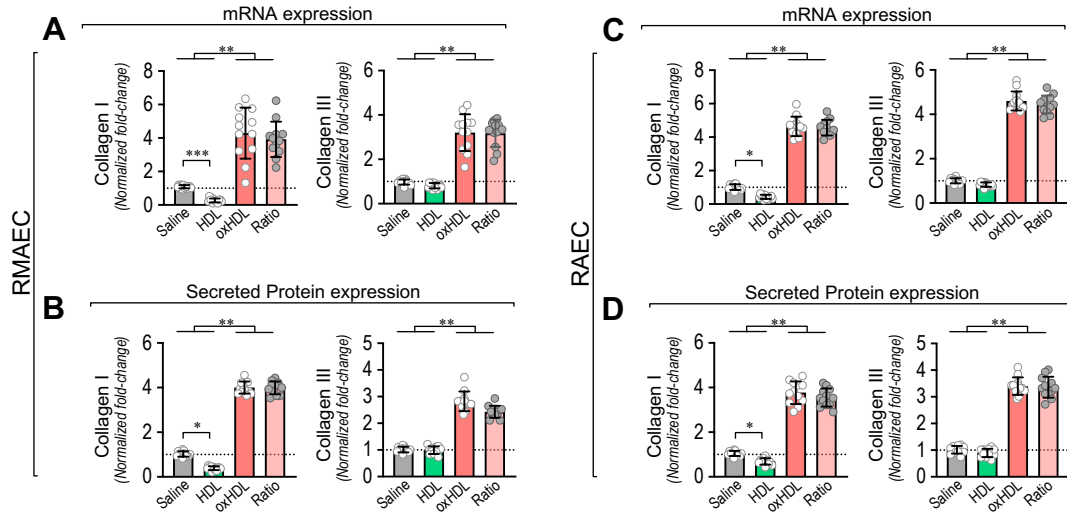 A
mRNA expression
RMAEC
Collagen I
(Normalized fold-change)
8
6
4
2
0
**
***
Saline
HDL
oxHDL
Ratio
Collagen III
(Normalized fold-change)
6
4
2
0
**
Saline
HDL
oxHDL
Ratio
B
Secreted Protein expression
Collagen I
(Normalized fold-change)
6
4
2
0
**
*
Saline
HDL
oxHDL
Ratio
Collagen III
(Normalized fold-change)
5
4
3
2
1
0
**
Saline
HDL
oxHDL
Ratio
C
mRNA expression
RAEC
Collagen I
(Normalized fold-change)
8
6
4
2
0
**
*
Saline
HDL
oxHDL
Ratio
Collagen III
(Normalized fold-change)
6
4
2
0
**
Saline
HDL
oxHDL
Ratio
D
Secreted Protein expression
Collagen I
(Normalized fold-change)
6
4
2
0
**
*
Saline
HDL
oxHDL
Ratio
Collagen III
(Normalized fold-change)
5
4
3
2
1
0
**
Saline
HDL
oxHDL
Ratio